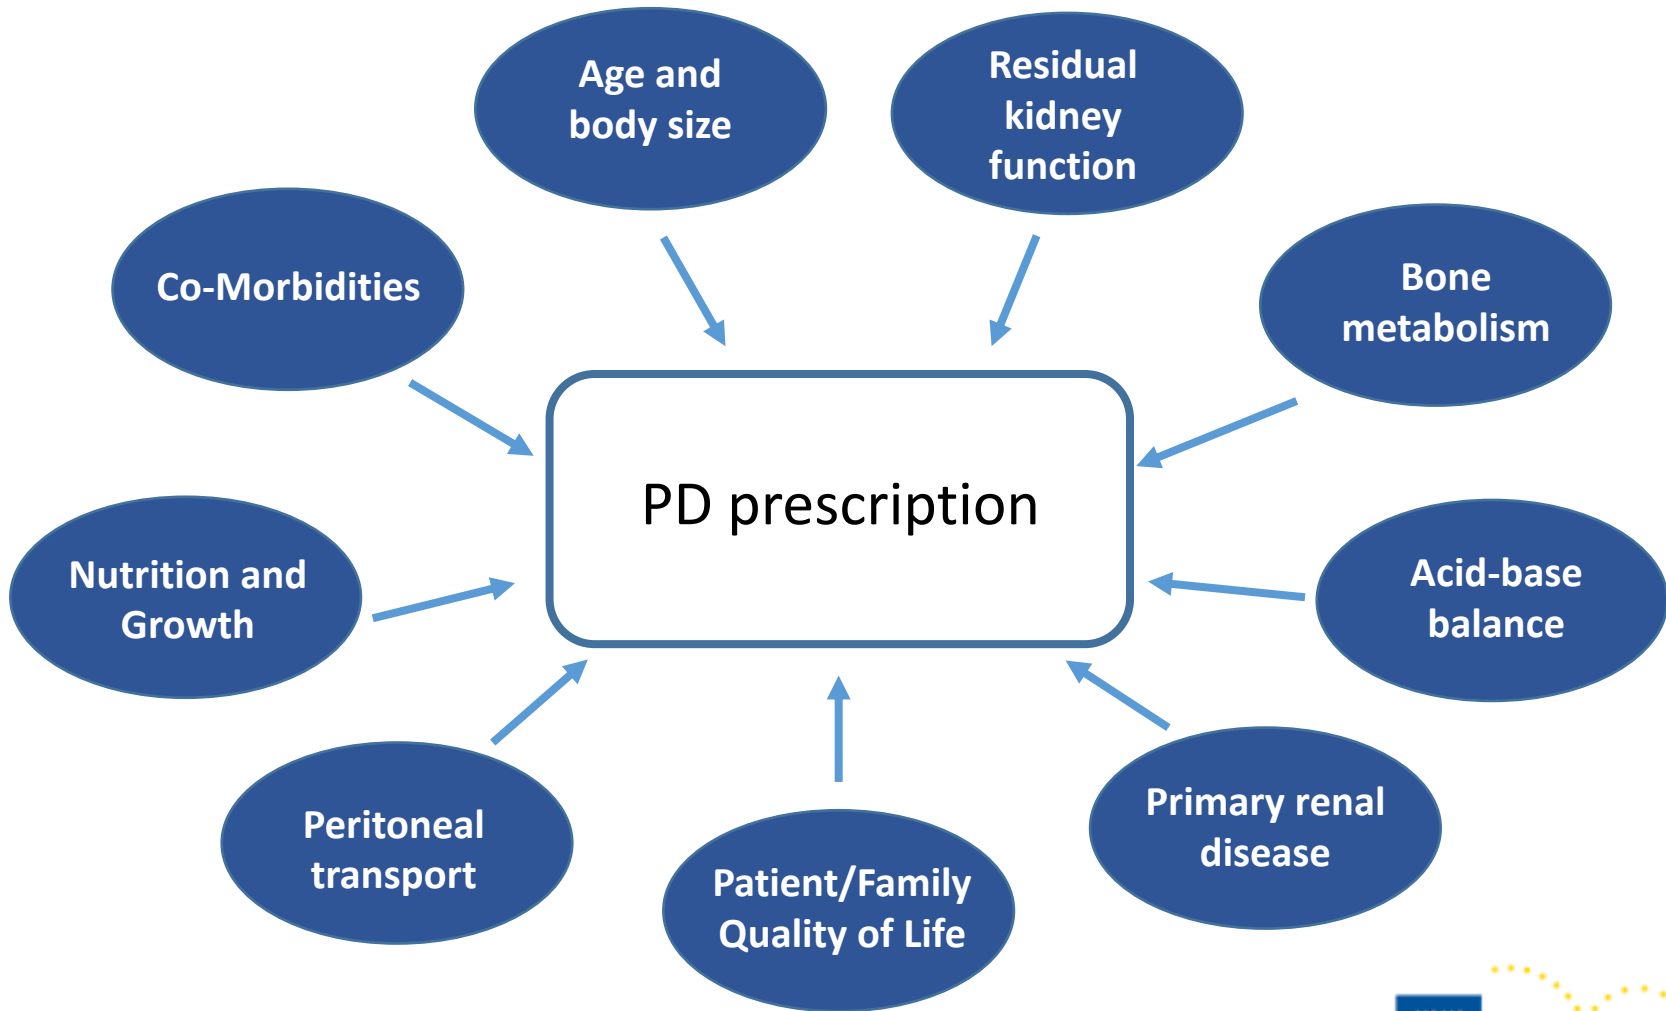 Age and
body size
Residual
kidney
function
Co-Morbidities
Bone
metabolism
PD prescription
Nutrition and
Growth
Acid-base
balance
Peritoneal
transport
Patient/Family
Quality of Life
Primary renal
disease